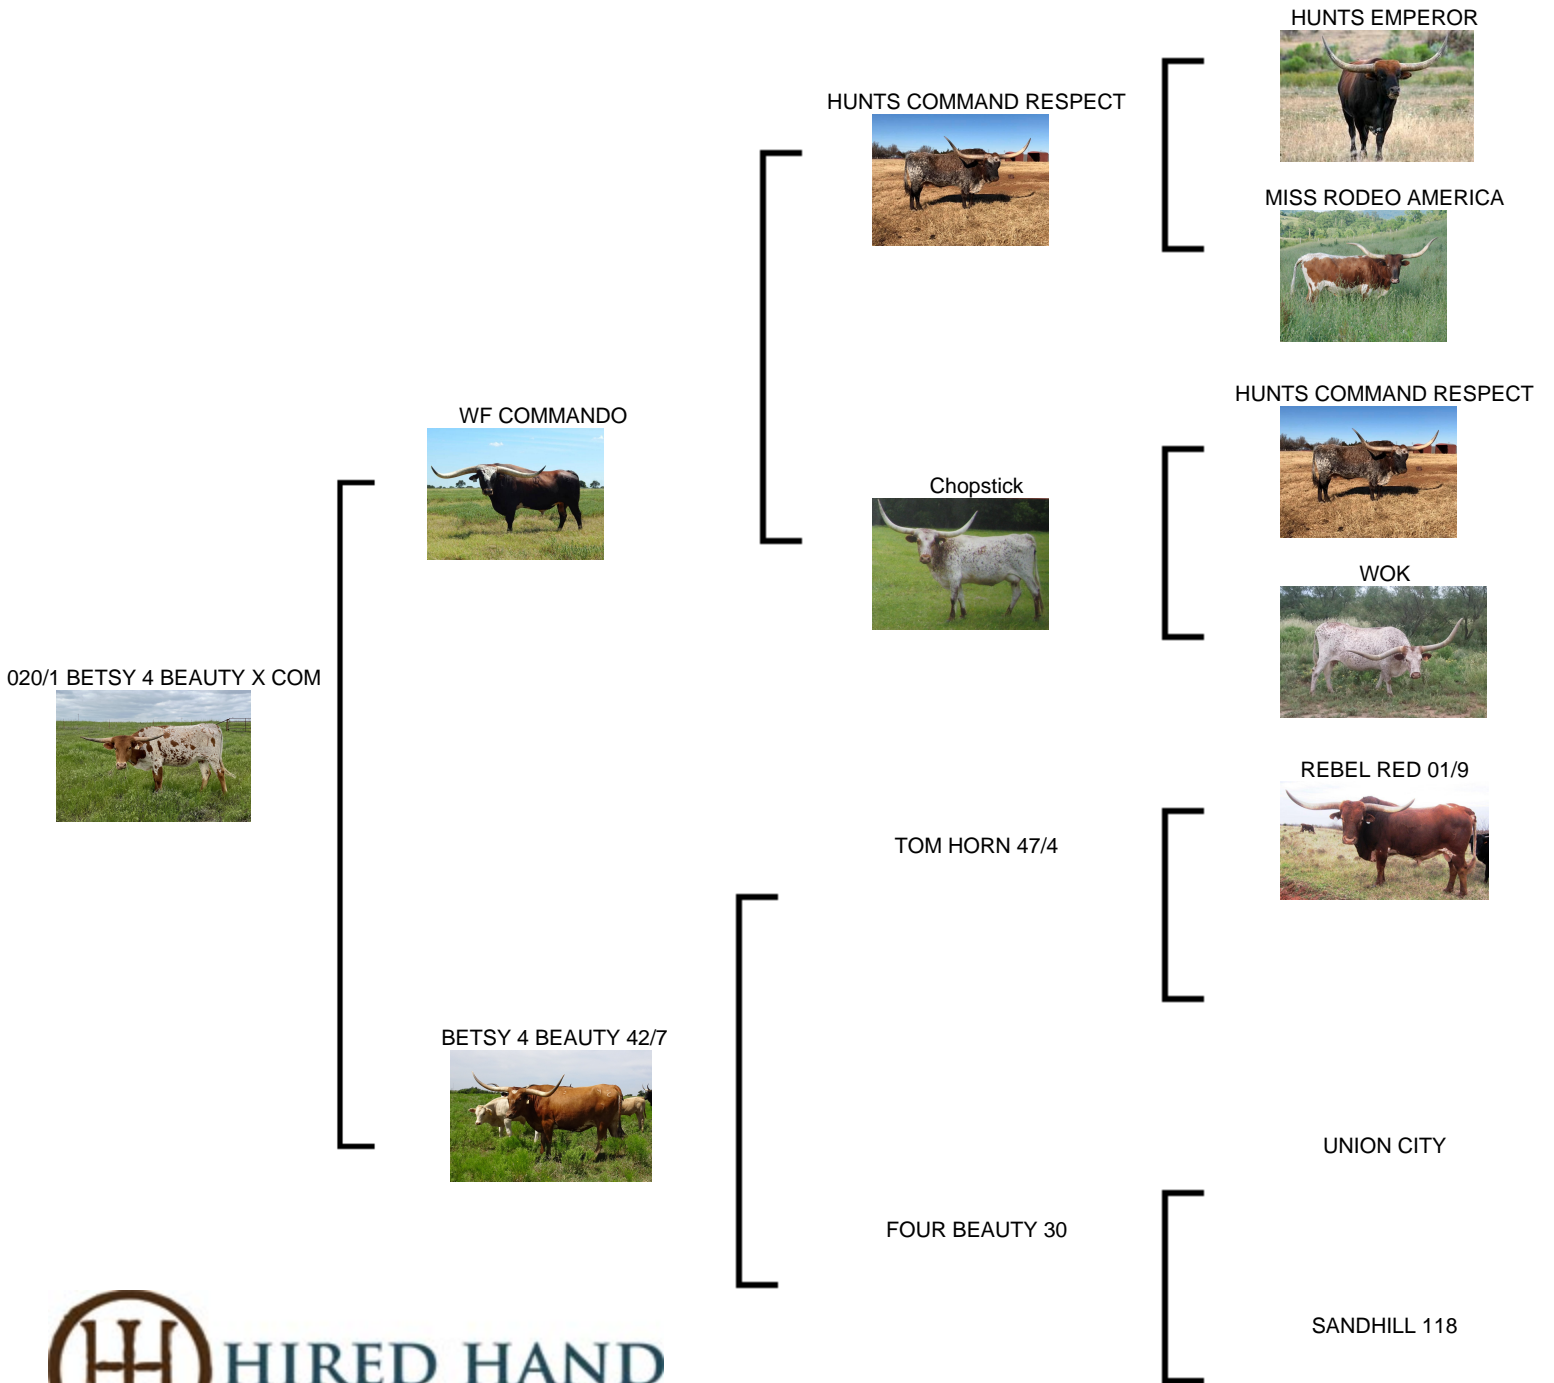 HUNTS EMPEROR
HUNTS COMMAND RESPECT
MISS RODEO AMERICA
HUNTS COMMAND RESPECT
WF COMMANDO
Chopstick
WOK
020/1 BETSY 4 BEAUTY X COM
REBEL RED 01/9
TOM HORN 47/4
BETSY 4 BEAUTY 42/7
UNION CITY
FOUR BEAUTY 30
SANDHILL 118
HIRED HAND